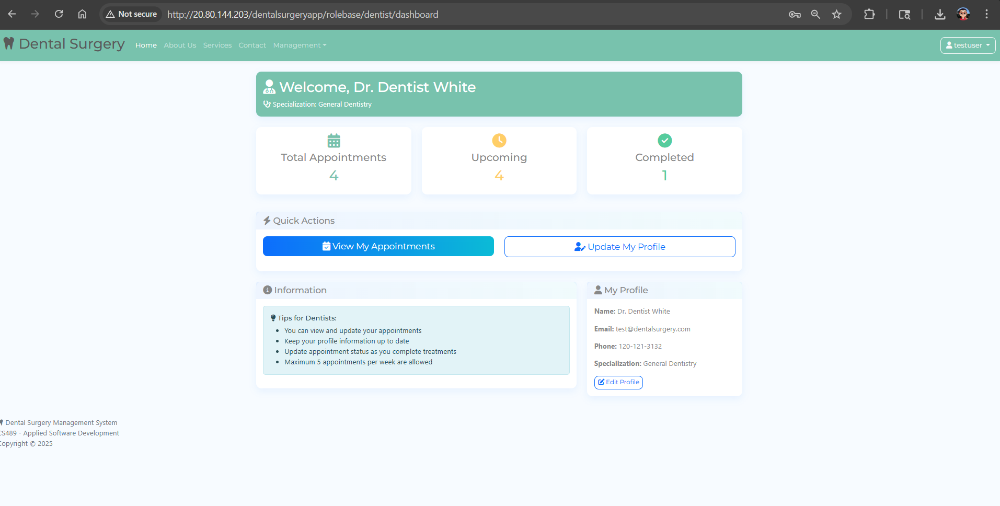 Not secure
http://20.80.144.203/dentalsurgeryapp/rolebase/dentist/dashboard
Dental Surgery
Home
About Us
Services
Contact
Management
testuser
Welcome, Dr. Dentist White
Specialization: General Dentistry
Total Appointments
4
Upcoming
4
Completed
1
Quick Actions
View My Appointments
Update My Profile
Information
Tips for Dentists:
You can view and update your appointments
Keep your profile information up to date
Update appointment status as you complete treatments
Maximum 5 appointments per week are allowed
My Profile
Name: Dr. Dentist White
Email: test@dentalsurgery.com
Phone: 120-121-3132
Specialization: General Dentistry
Edit Profile
Dental Surgery Management System
CS489 - Applied Software Development
Copyright © 2025